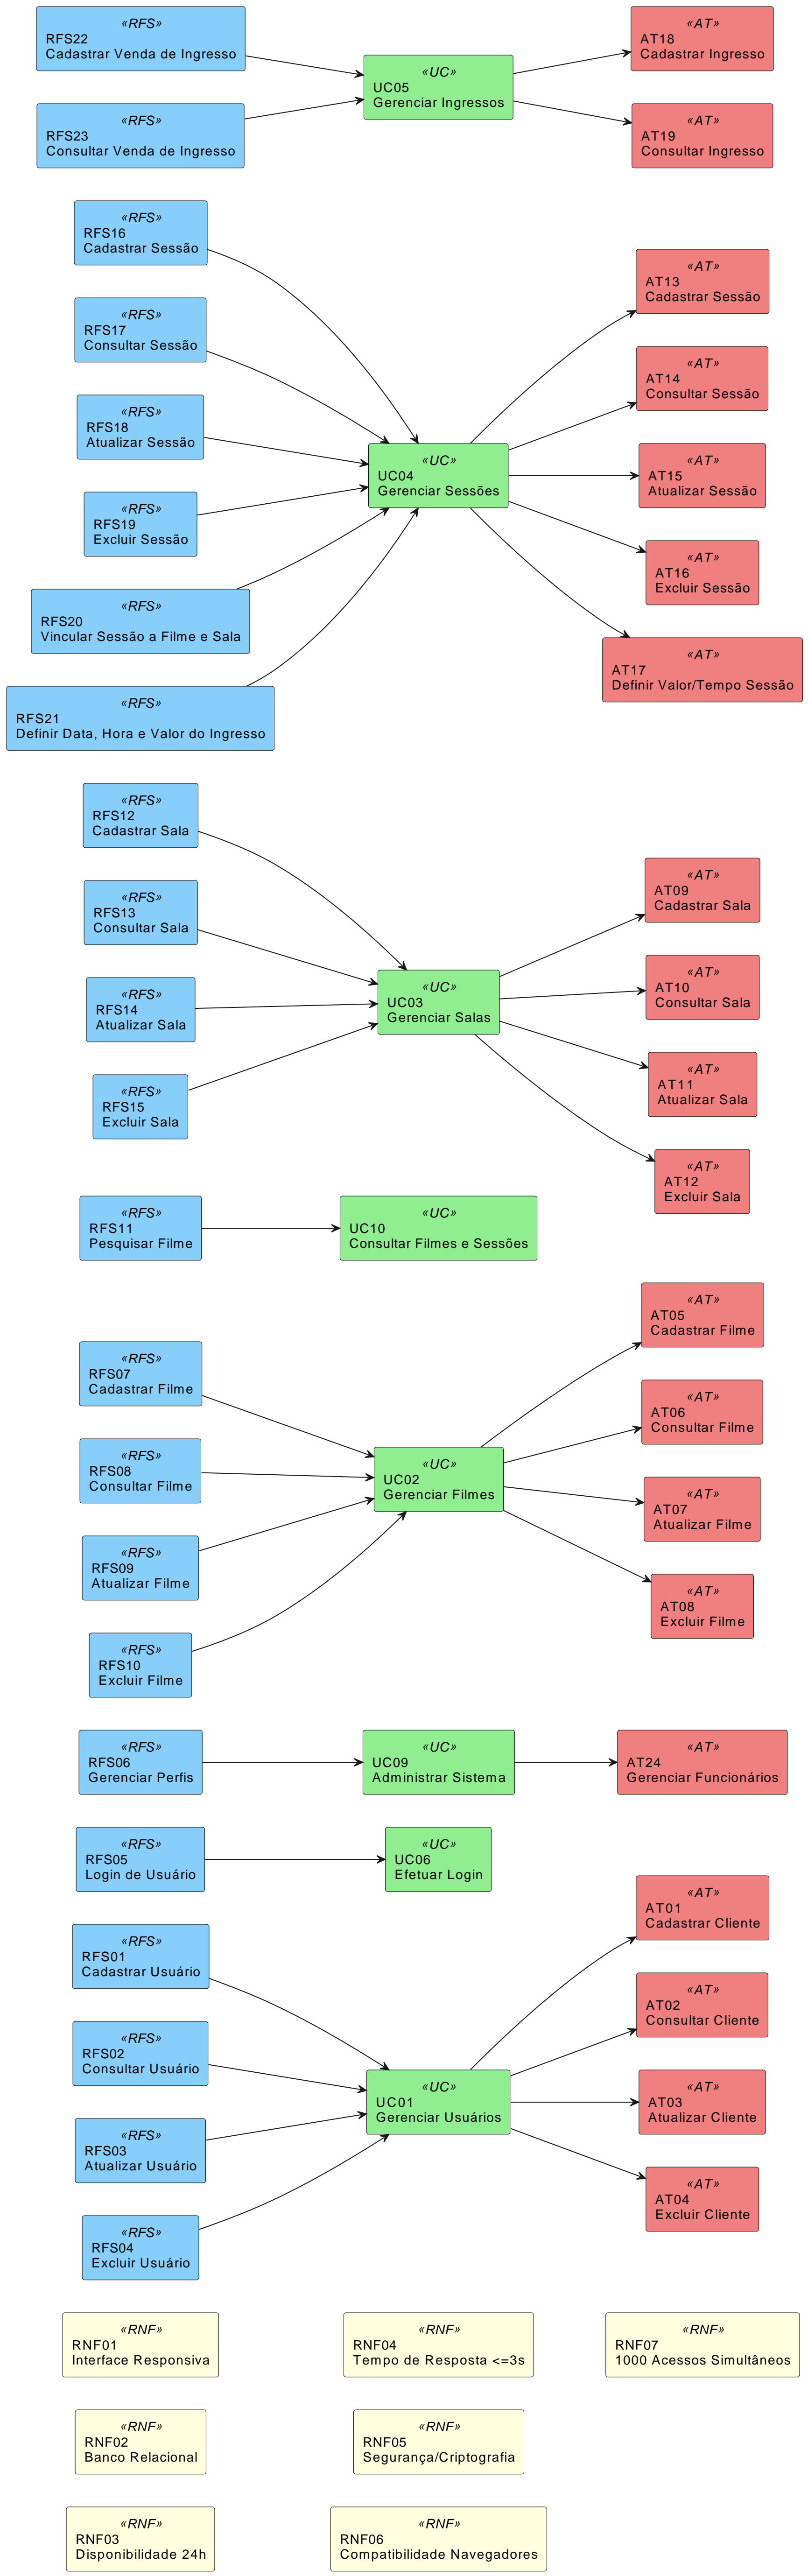 «RFS»
RFS22
Cadastrar Venda de Ingresso
«RFS»
RFS23
Consultar Venda de Ingresso
«UC»
UC05
Gerenciar Ingressos
«AT»
AT18
Cadastrar Ingresso
«AT»
AT19
Consultar Ingresso
«RFS»
RFS16
Cadastrar Sessão
«RFS»
RFS17
Consultar Sessão
«RFS»
RFS18
Atualizar Sessão
«RFS»
RFS19
Excluir Sessão
«RFS»
RFS20
Vincular Sessão a Filme e Sala
«RFS»
RFS21
Definir Data, Hora e Valor do Ingresso
«UC»
UC04
Gerenciar Sessões
«AT»
AT13
Cadastrar Sessão
«AT»
AT14
Consultar Sessão
«AT»
AT15
Atualizar Sessão
«AT»
AT16
Excluir Sessão
«AT»
AT17
Definir Valor/Tempo Sessão
«RFS»
RFS12
Cadastrar Sala
«RFS»
RFS13
Consultar Sala
«RFS»
RFS14
Atualizar Sala
«RFS»
RFS15
Excluir Sala
«UC»
UC03
Gerenciar Salas
«AT»
AT09
Cadastrar Sala
«AT»
AT10
Consultar Sala
«AT»
AT11
Atualizar Sala
«AT»
AT12
Excluir Sala
«RFS»
RFS11
Pesquisar Filme
«UC»
UC10
Consultar Filmes e Sessões
«RFS»
RFS07
Cadastrar Filme
«RFS»
RFS08
Consultar Filme
«RFS»
RFS09
Atualizar Filme
«RFS»
RFS10
Excluir Filme
«UC»
UC02
Gerenciar Filmes
«AT»
AT05
Cadastrar Filme
«AT»
AT06
Consultar Filme
«AT»
AT07
Atualizar Filme
«AT»
AT08
Excluir Filme
«RFS»
RFS06
Gerenciar Perfis
«UC»
UC09
Administrar Sistema
«AT»
AT24
Gerenciar Funcionários
«RFS»
RFS05
Login de Usuário
«UC»
UC06
Efetuar Login
«RFS»
RFS01
Cadastrar Usuário
«RFS»
RFS02
Consultar Usuário
«RFS»
RFS03
Atualizar Usuário
«RFS»
RFS04
Excluir Usuário
«UC»
UC01
Gerenciar Usuários
«AT»
AT01
Cadastrar Cliente
«AT»
AT02
Consultar Cliente
«AT»
AT03
Atualizar Cliente
«AT»
AT04
Excluir Cliente
«RNF»
RNF01
Interface Responsiva
«RNF»
RNF04
Tempo de Resposta <=3s
«RNF»
RNF07
1000 Acessos Simultâneos
«RNF»
RNF02
Banco Relacional
«RNF»
RNF05
Segurança/Criptografia
«RNF»
RNF03
Disponibilidade 24h
«RNF»
RNF06
Compatibilidade Navegadores